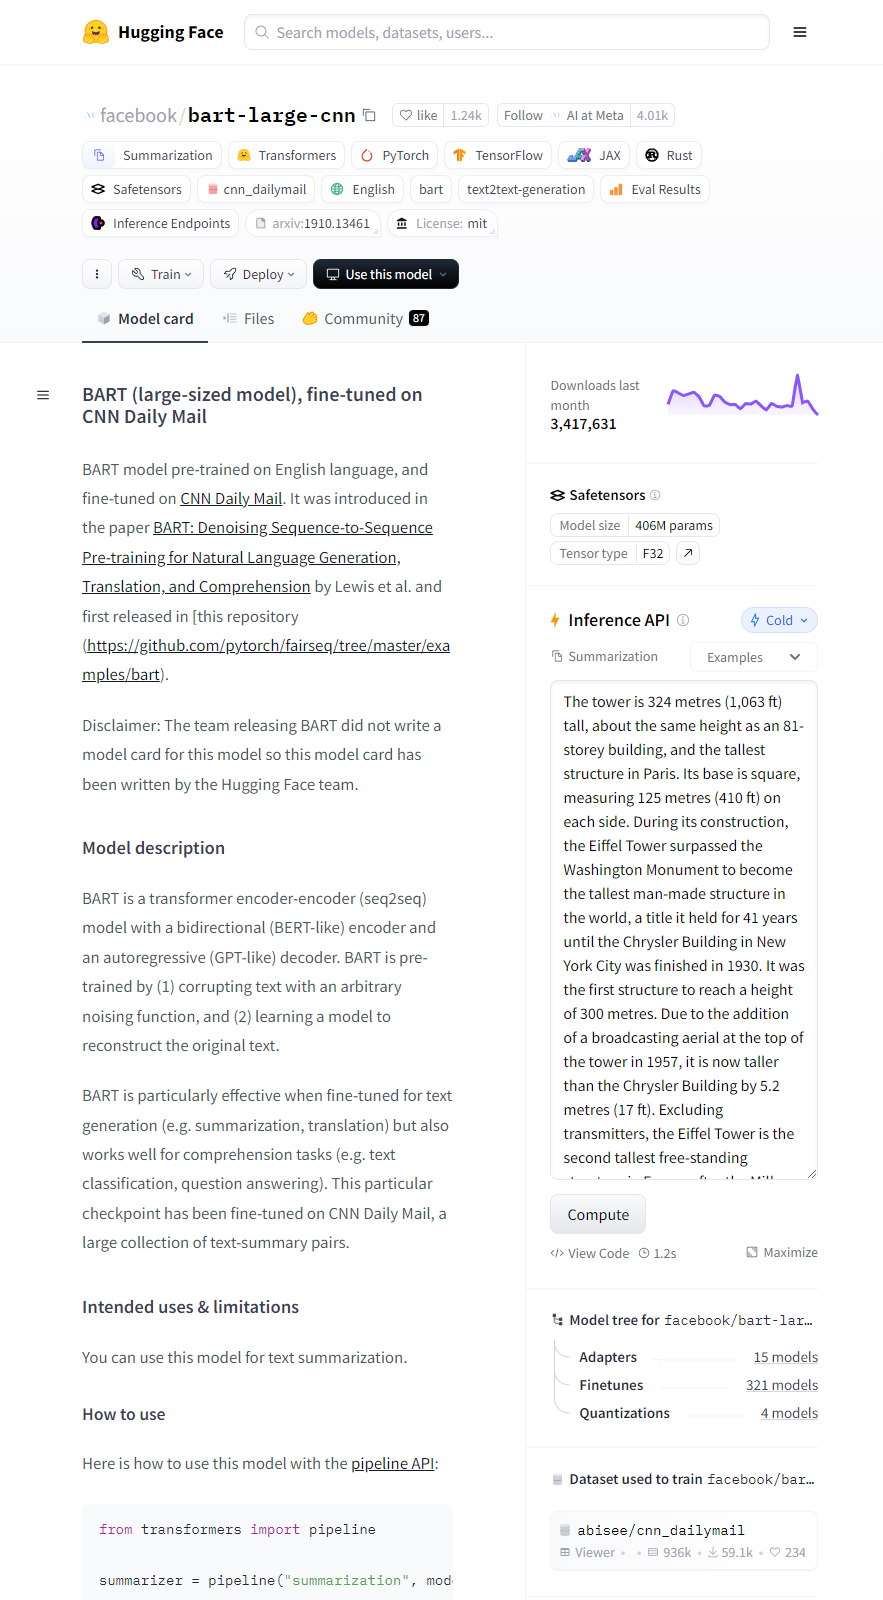 Hugging Face
Search models, datasets, users...
facebook/bart-large-cnn
like 1.24k
Follow AI at Meta 4.01k
Summarization Transformers PyTorch TensorFlow JAX Rust
Safetensors cnn_dailymail English bart text2text-generation Eval Results
Inference Endpoints arxiv:1910.13461 License: mit
Train Deploy Use this model
Model card Files Community 87
BART (large-sized model), fine-tuned on
CNN Daily Mail
BART model pre-trained on English language, and
fine-tuned on CNN Daily Mail. It was introduced in
the paper BART: Denoising Sequence-to-Sequence
Pre-training for Natural Language Generation,
Translation, and Comprehension by Lewis et al. and
first released in [this repository
(https://github.com/pytorch/fairseq/tree/master/exa
mples/bart).
Disclaimer: The team releasing BART did not write a
model card for this model so this model card has
been written by the Hugging Face team.
Model description
BART is a transformer encoder-encoder (seq2seq)
model with a bidirectional (BERT-like) encoder and
an autoregressive (GPT-like) decoder. BART is pre-
trained by (1) corrupting text with an arbitrary
noising function, and (2) learning a model to
reconstruct the original text.
BART is particularly effective when fine-tuned for text
generation (e.g. summarization, translation) but also
works well for comprehension tasks (e.g. text
classification, question answering). This particular
checkpoint has been fine-tuned on CNN Daily Mail, a
large collection of text-summary pairs.
Intended uses & limitations
You can use this model for text summarization.
How to use
Here is how to use this model with the pipeline API:
from transformers import pipeline
summarizer = pipeline("summarization", mod
Downloads last
month
3,417,631
Safetensors
Model size 406M params
Tensor type F32
Inference API Cold
Summarization Examples
The tower is 324 metres (1,063 ft)
tall, about the same height as an 81-
storey building, and the tallest
structure in Paris. Its base is square,
measuring 125 metres (410 ft) on
each side. During its construction,
the Eiffel Tower surpassed the
Washington Monument to become
the tallest man-made structure in
the world, a title it held for 41 years
until the Chrysler Building in New
York City was finished in 1930. It was
the first structure to reach a height
of 300 metres. Due to the addition
of a broadcasting aerial at the top of
the tower in 1957, it is now taller
than the Chrysler Building by 5.2
metres (17 ft). Excluding
transmitters, the Eiffel Tower is the
second tallest free-standing
Compute
View Code 1.2s Maximize
Model tree for facebook/bart-lar…
Adapters 15 models
Finetunes 321 models
Quantizations 4 models
Dataset used to train facebook/bar…
abisee/cnn_dailymail
Viewer • • 936k • 59.1k • 234